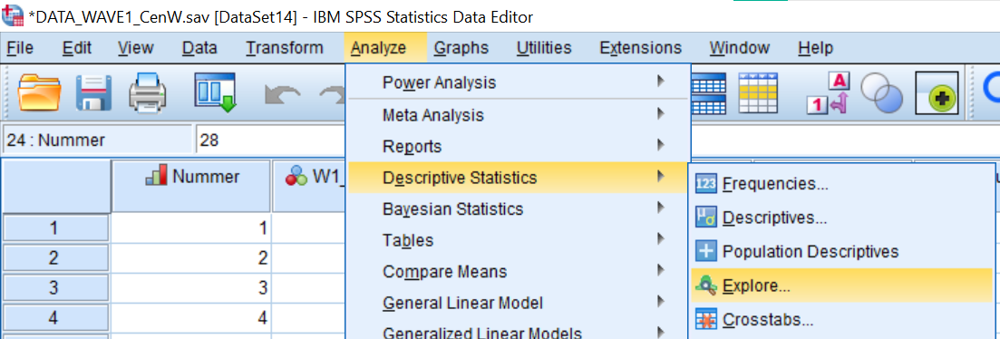 *DATA_WAVE1_CenW.sav [DataSet14] - IBM SPSS Statistics Data Editor
File Edit View Data Transform Analyze Graphs Utilities Extensions Window Help
Power Analysis
Meta Analysis
A
1
24 : Nummer 28
Reports
Nummer W1_
Descriptive Statistics
123 Frequencies...
Bayesian Statistics
Descriptives...
1 1
Tables
Population Descriptives
2 2
Compare Means
Explore...
3 3
General Linear Model
Crosstabs...
4 4
Generalized Linear Models